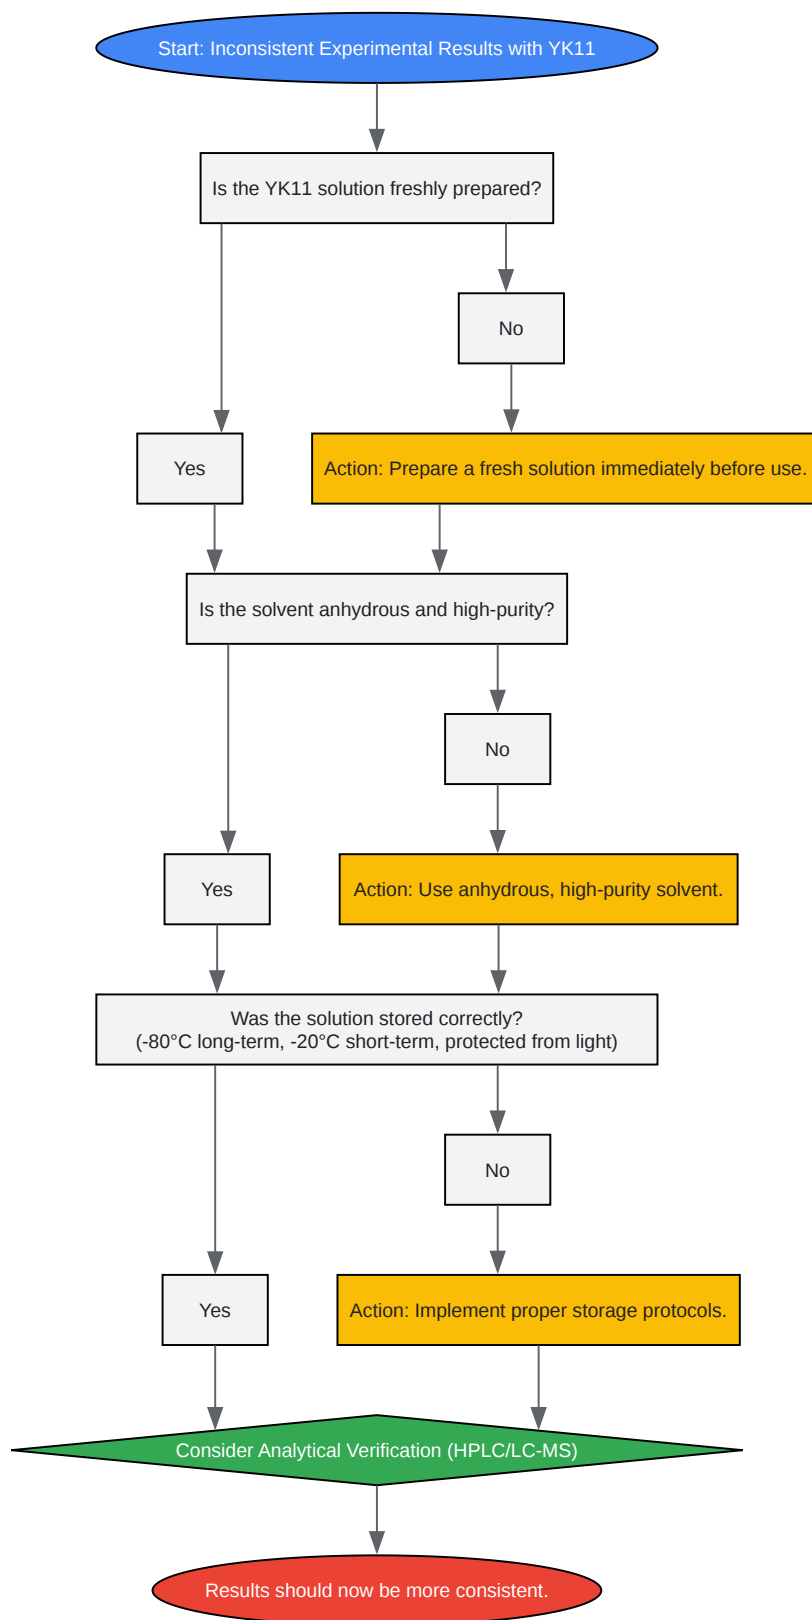 Start: Inconsistent Experimental Results with YK11
Is the YK11 solution freshly prepared?
No
Yes
Action: Prepare a fresh solution immediately before use.
Is the solvent anhydrous and high-purity?
No
Yes
Action: Use anhydrous, high-purity solvent.
Was the solution stored correctly?
(-80°C long-term, -20°C short-term, protected from light)
No
Yes
Action: Implement proper storage protocols.
Consider Analytical Verification (HPLC/LC-MS)
Results should now be more consistent.